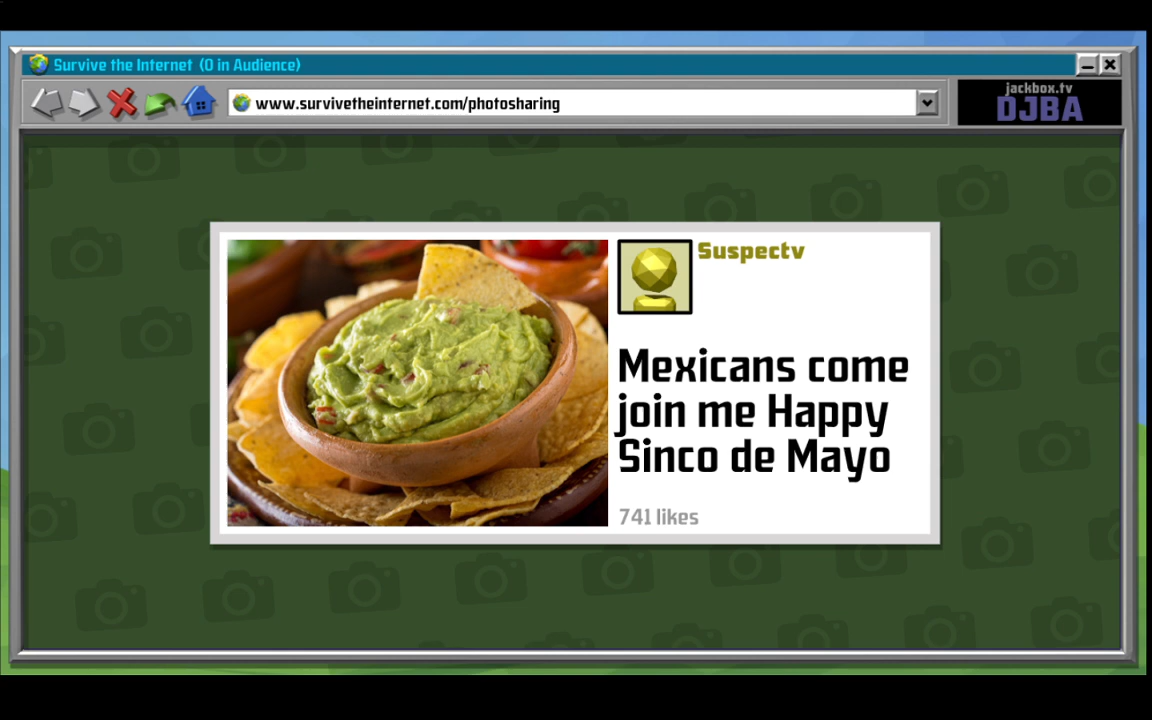 Survive the Internet (0 in Audience)
www.survivetheinternet.com/photosharing
jackbox.tv
DJBA
Suspectv
Mexicans come
join me Happy
Sinco de Mayo
741 likes